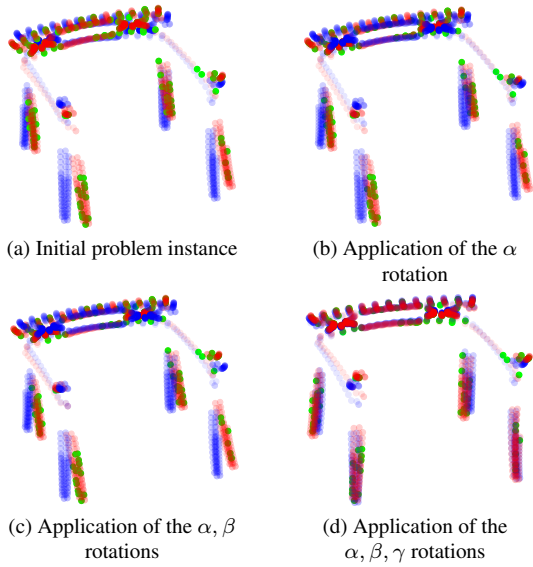 (a) Initial problem instance
(b) Application of the α
rotation
(c) Application of the α, β
rotations
(d) Application of the
α, β, γ rotations